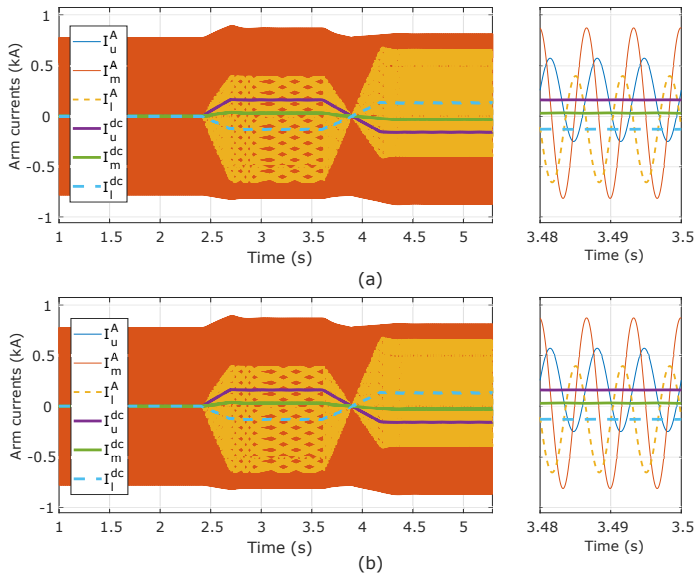 Arm currents (kA)
1
0.5
0
-0.5
-1
I_u^A
I_m^A
I_l^A
I_u^dc
I_m^dc
I_l^dc
1 1.5 2 2.5 3 3.5 4 4.5 5
Time (s)
3.48 3.49 3.5
Time (s)
(a)
Arm currents (kA)
1
0.5
0
-0.5
-1
I_u^A
I_m^A
I_l^A
I_u^dc
I_m^dc
I_l^dc
1 1.5 2 2.5 3 3.5 4 4.5 5
Time (s)
3.48 3.49 3.5
Time (s)
(b)